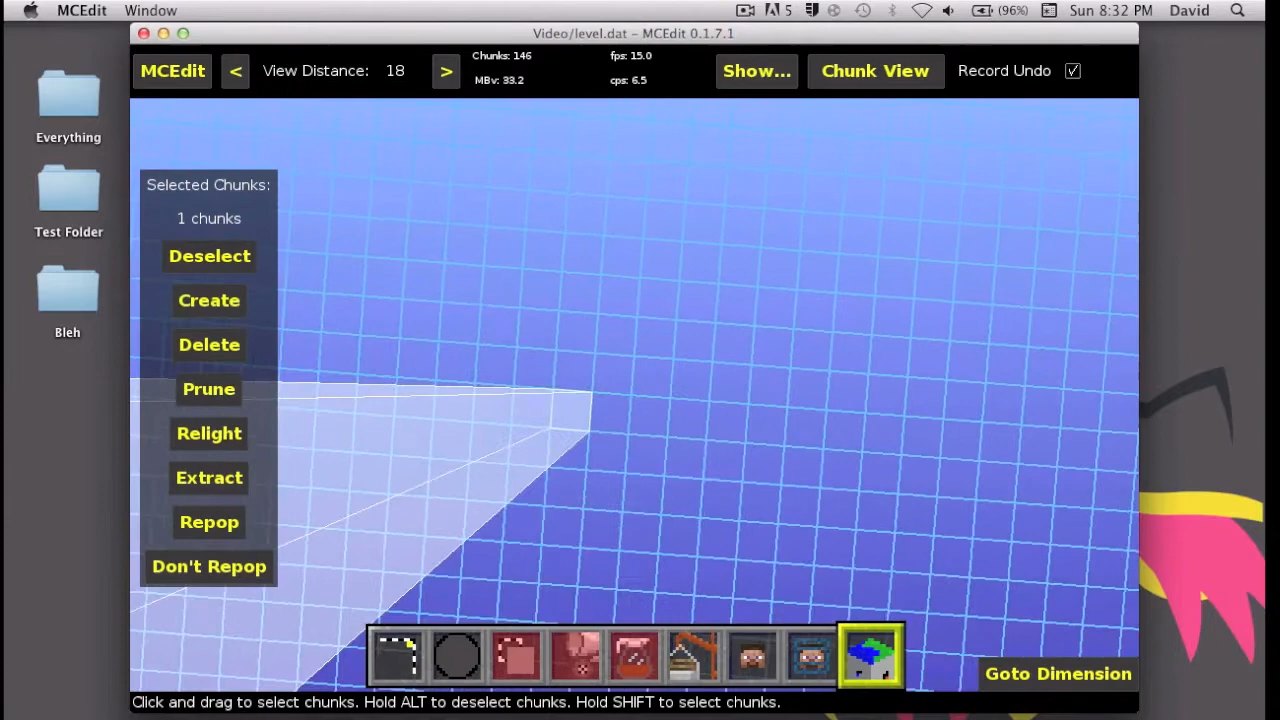 MCEdit Window 5 (96%) Sun 8:32 PM David
Video/level.dat – MCEdit 0.1.7.1
MCEdit < View Distance: 18 > Chunks: 146 fps: 15.0 Show... Chunk View Record Undo
MBv: 33.2 cps: 6.5
Everything
Test Folder
Bleh
Selected Chunks:
1 chunks
Deselect
Create
Delete
Prune
Relight
Extract
Repop
Don't Repop
Goto Dimension
Click and drag to select chunks. Hold ALT to deselect chunks. Hold SHIFT to select chunks.